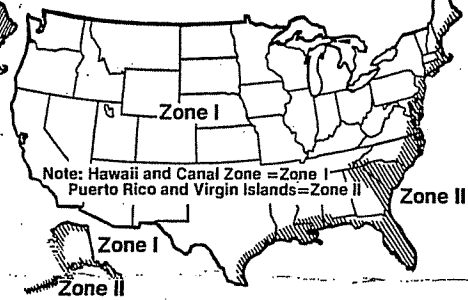 Zone I
Note: Hawaii and Canal Zone =Zone I
Puerto Rico and Virgin Islands=Zone II
Zone II
Zone I
Zone II